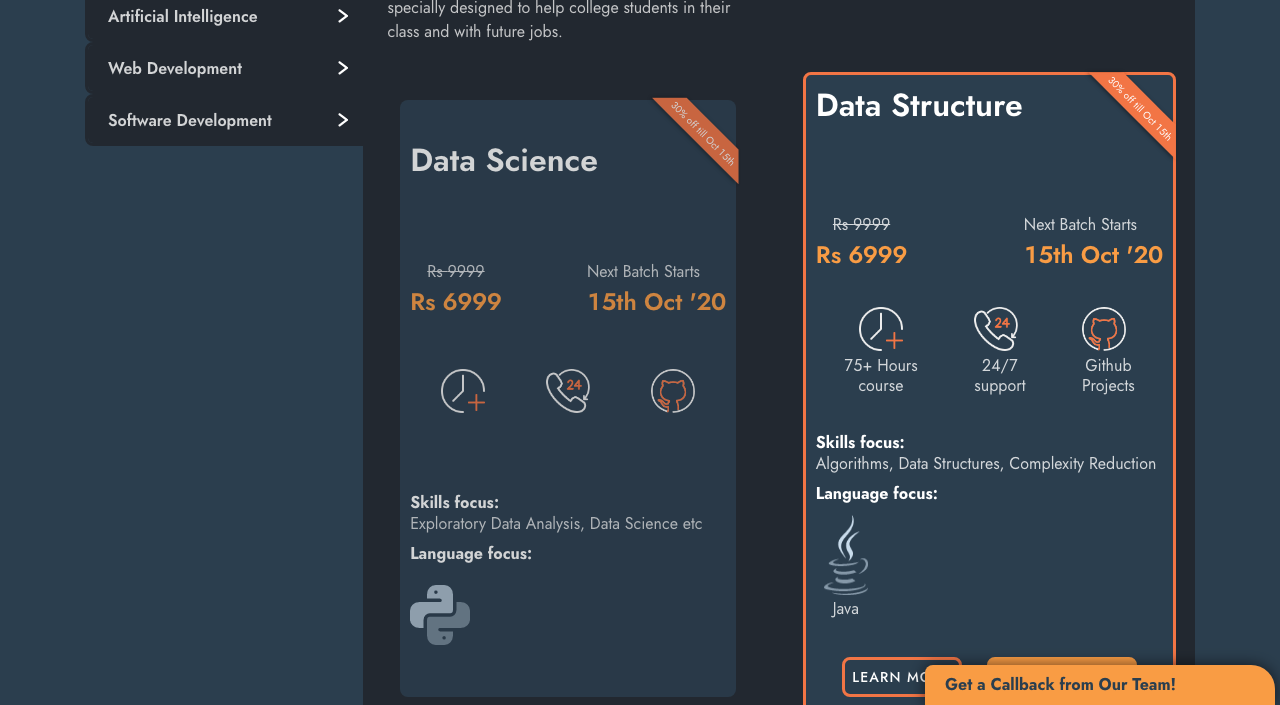 Artificial Intelligence
Web Development
Software Development
specially designed to help college students in their
class and with future jobs.
30% off till Oct 15th
Data Science
Rs 9999
Next Batch Starts
Rs 6999
15th Oct '20
24
Skills focus:
Exploratory Data Analysis, Data Science etc
Language focus:
30% off till Oct 15th
Data Structure
Rs 9999
Next Batch Starts
Rs 6999
15th Oct '20
24
75+ Hours
course
24/7
support
Github
Projects
Skills focus:
Algorithms, Data Structures, Complexity Reduction
Language focus:
Java
LEARN
Get a Callback from Our Team!